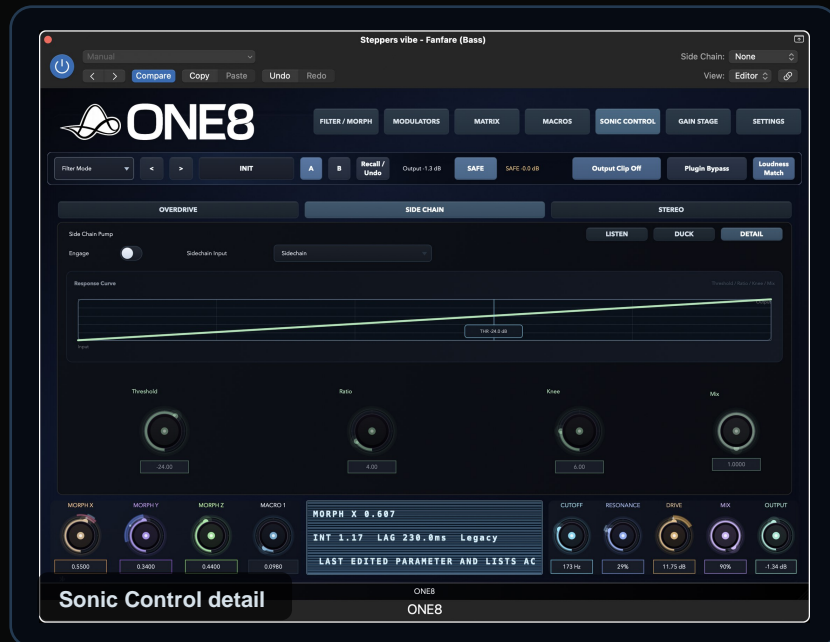 Steppers vibe - Fanfare (Bass)
Manual
Side Chain: None
< > Compare Copy Paste Undo Redo
View: Editor
ONE8
FILTER / MORPH MODULATORS MATRIX MACROS SONIC CONTROL GAIN STAGE SETTINGS
Filter Mode < > INIT A B Recall / Undo Output -1.3 dB SAFE SAFE -0.0 dB Output Clip Off Plugin Bypass Loudness Match
OVERDRIVE SIDE CHAIN STEREO
Side Chain Pump LISTEN DUCK DETAIL
Engage Sidechain Input Sidechain
Response Curve Threshold / Ratio / Knee / Mix
Output
THR -24.0 dB
Input
Threshold Ratio Knee Mix
-24.00 4.00 6.00 1.0000
MORPH X MORPH Y MORPH Z MACRO 1 CUTOFF RESONANCE DRIVE MIX OUTPUT
MORPH X 0.607
INT 1.17 LAG 230.0ms Legacy
LAST EDITED PARAMETER AND LISTS AC
0.5500 0.3400 0.4400 0.0980 173 Hz 29% 11.75 dB 90% -1.34 dB
Sonic Control detail
ONE8
ONE8